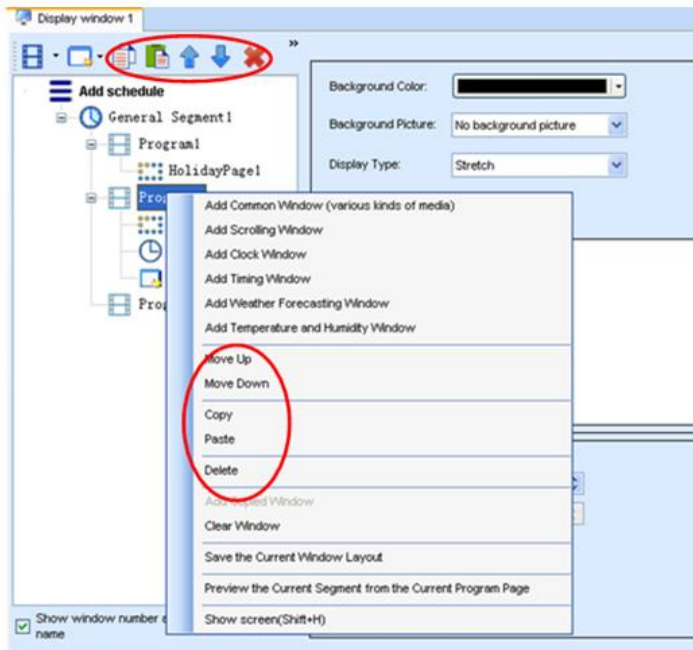 Display window 1
»
Add schedule
General Segment1
Program1
HolidayPage1
Background Color:
Background Picture: No background picture
Display Type: Stretch
Add Common Window (various kinds of media)
Add Scrolling Window
Add Clock Window
Add Timing Window
Add Weather Forecasting Window
Add Temperature and Humidity Window
Move Up
Move Down
Copy
Paste
Delete
Add Copied Window
Clear Window
Save the Current Window Layout
Preview the Current Segment from the Current Program Page
Show screen(Shift+H)
Show window number
name